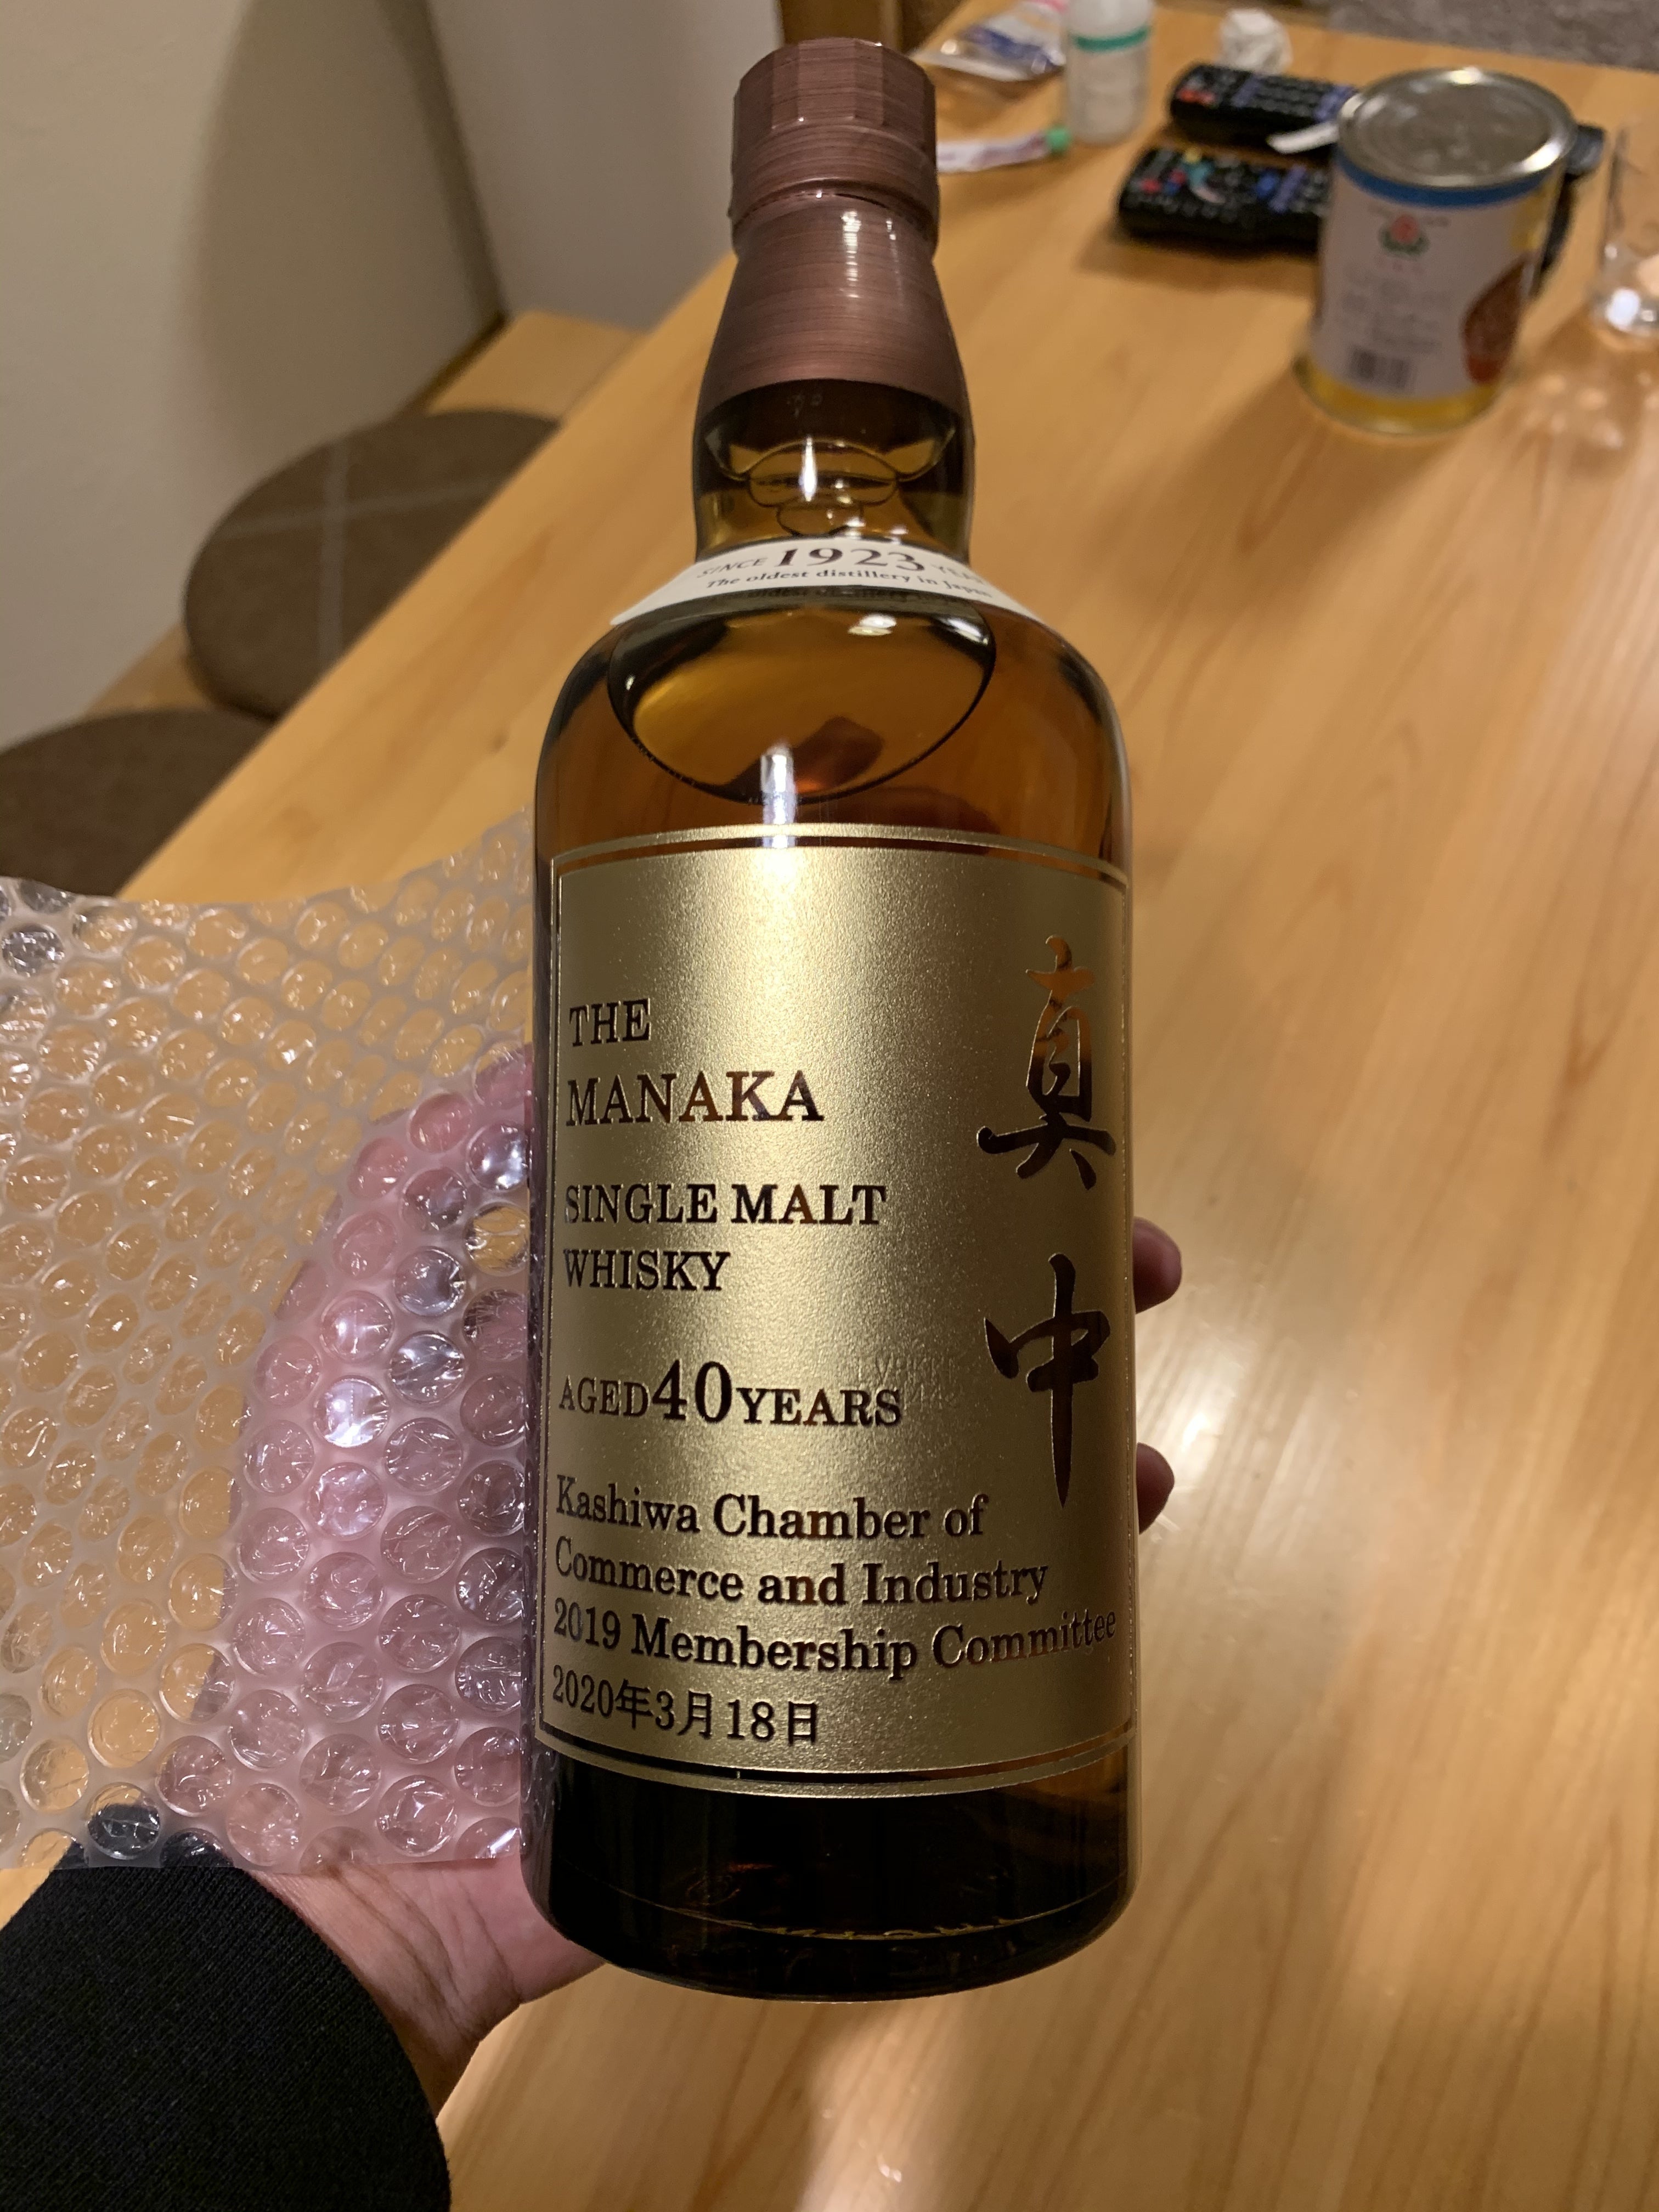 SINCE 1923
The oldest distillery in Japan
THE
MANAKA
SINGLE MALT
WHISKY
AGED 40 YEARS
Kashiwa Chamber of
Commerce and Industry
2019 Membership Committee
2020年3月18日
真中